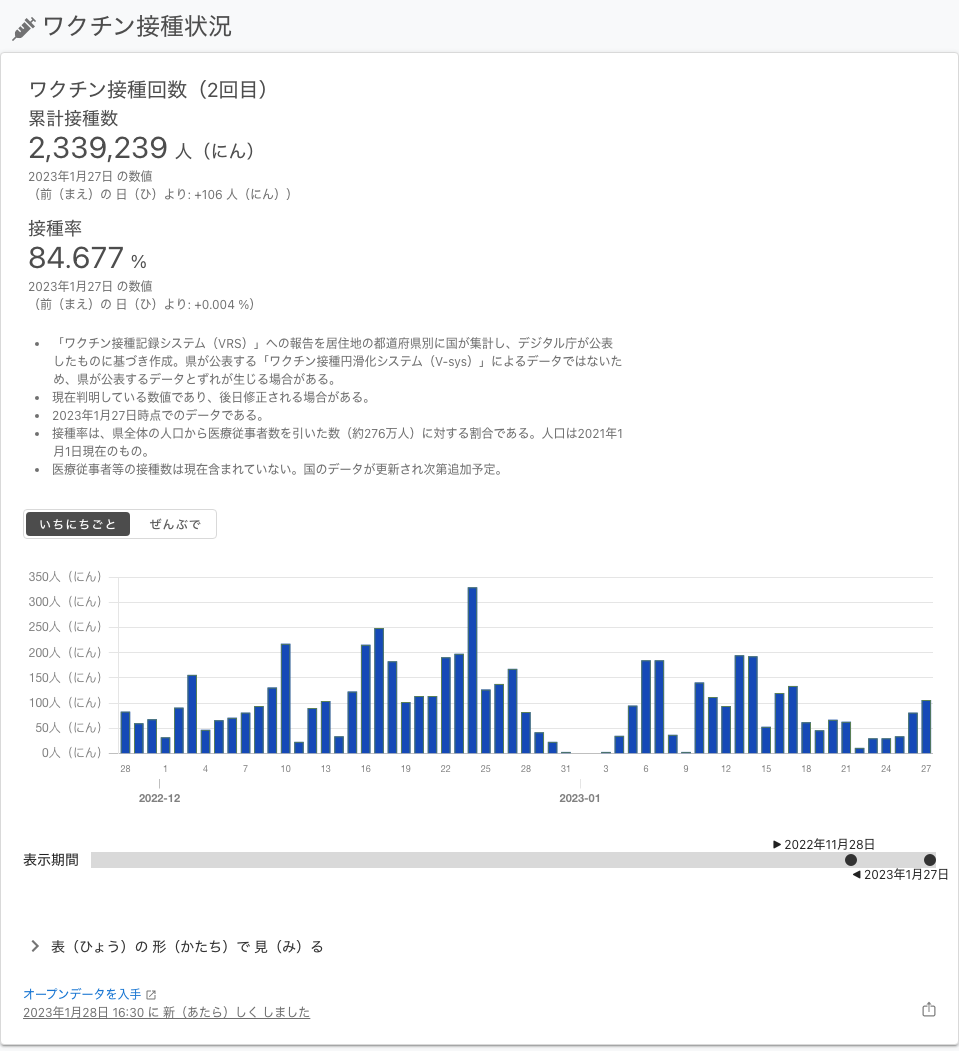 ワクチン接種状況
ワクチン接種回数（2回目）
累計接種数
2,339,239 人（にん）
2023年1月27日 の数値
（前（まえ）の 日（ひ）より: +106 人（にん））
接種率
84.677 %
2023年1月27日 の数値
（前（まえ）の 日（ひ）より: +0.004 %）
• 「ワクチン接種記録システム（VRS）」への報告を居住地の都道府県別に国が集計し、デジタル庁が公表
したものに基づき作成。県が公表する「ワクチン接種円滑化システム（V-sys）」によるデータではないた
め、県が公表するデータとずれが生じる場合がある。
• 現在判明している数値であり、後日修正される場合がある。
• 2023年1月27日時点でのデータである。
• 接種率は、県全体の人口から医療従事者数を引いた数（約276万人）に対する割合である。人口は2021年1
月1日現在のもの。
• 医療従事者等の接種数は現在含まれていない。国のデータが更新され次第追加予定。
いちにちごと ぜんぶで
350人（にん）
300人（にん）
250人（にん）
200人（にん）
150人（にん）
100人（にん）
50人（にん）
0人（にん）
28 1 4 7 10 13 16 19 22 25 28 31 3 6 9 12 15 18 21 24 27
2022-12 2023-01
▶ 2022年11月28日
表示期間
◀ 2023年1月27日
表（ひょう）の 形（かたち）で 見（み）る
オープンデータを入手
2023年1月28日 16:30 に 新（あたら）しく しました